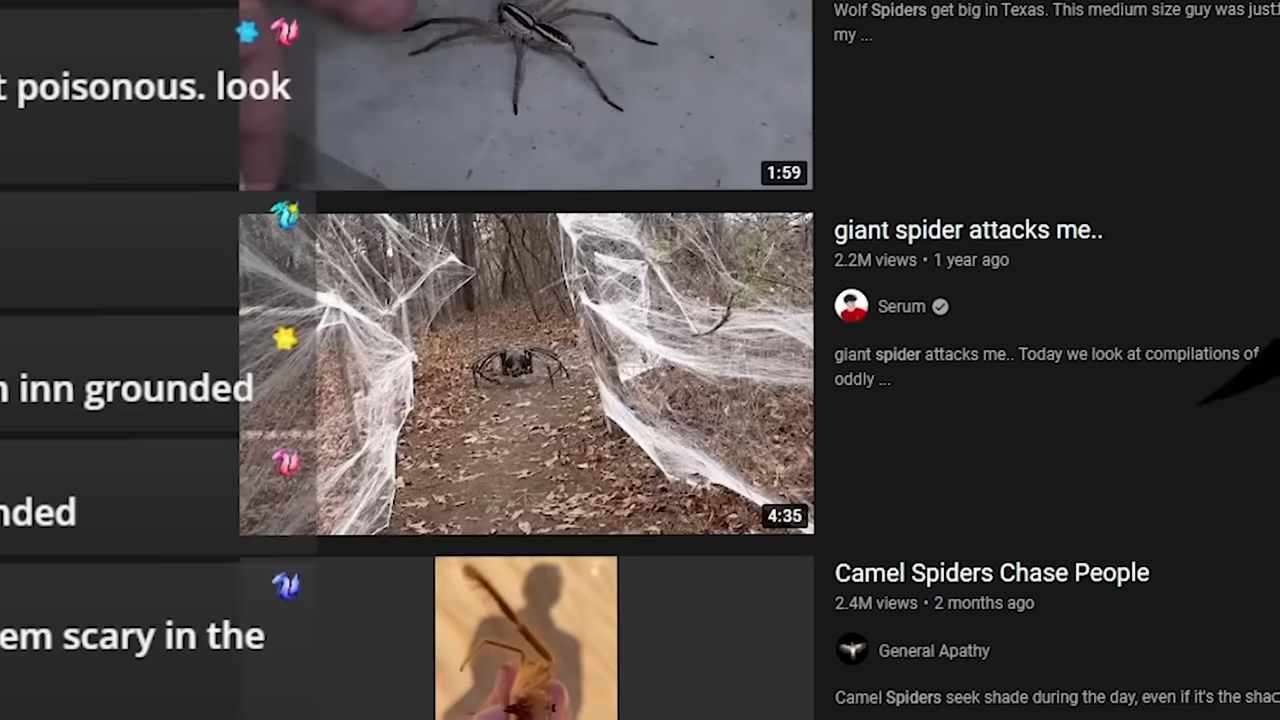 t poisonous. look
n inn grounded
nded
em scary in the
Wolf Spiders get big in Texas. This medium size guy was just
my ...
1:59
giant spider attacks me..
2.2M views • 1 year ago
Serum
giant spider attacks me.. Today we look at compilations of
oddly ...
4:35
Camel Spiders Chase People
2.4M views • 2 months ago
General Apathy
Camel Spiders seek shade during the day, even if it's the shac